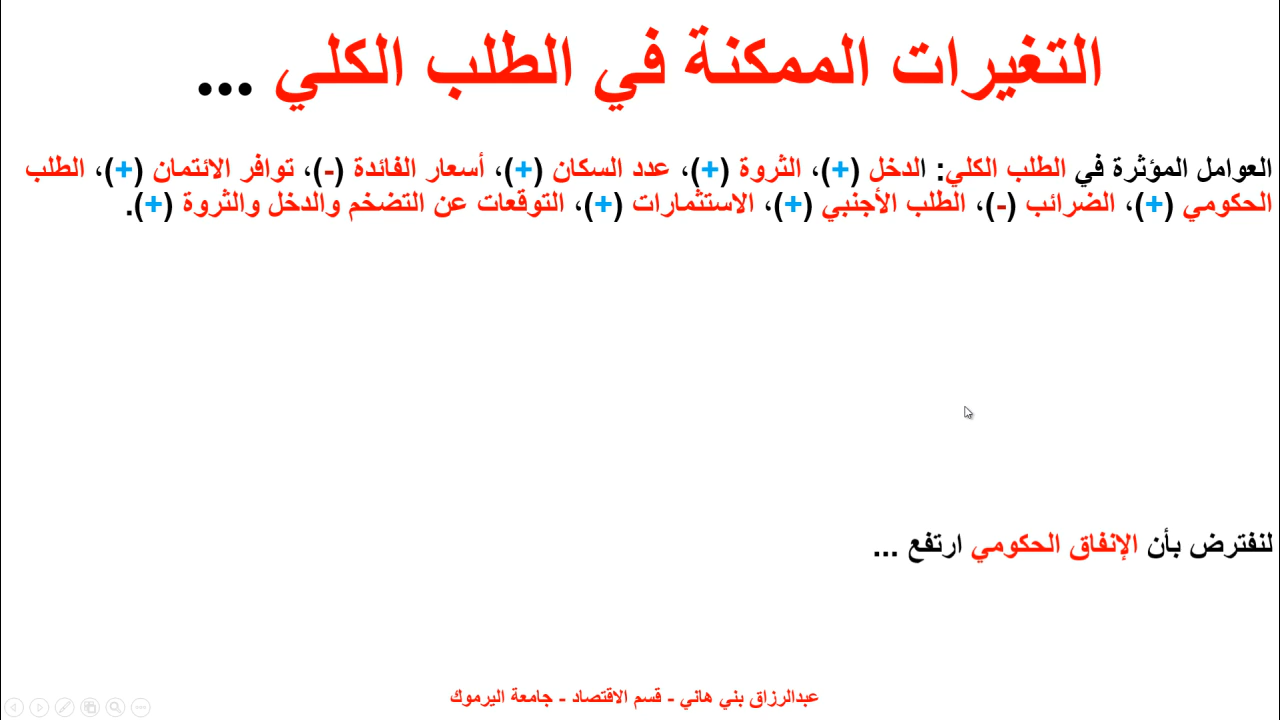 التغيرات الممكنة في الطلب الكلي ...
العوامل المؤثرة في الطلب الكلي: الدخل (+)، الثروة (+)، عدد السكان (+)، أسعار الفائدة (-)، توافر الائتمان (+)، الطلب
الحكومي (+)، الضرائب (-)، الطلب الأجنبي (+)، الاستثمارات (+)، التوقعات عن التضخم والدخل والثروة (+).
لنفترض بأن الإنفاق الحكومي ارتفع ...
عبدالرزاق بني هاني - قسم الاقتصاد - جامعة اليرموك